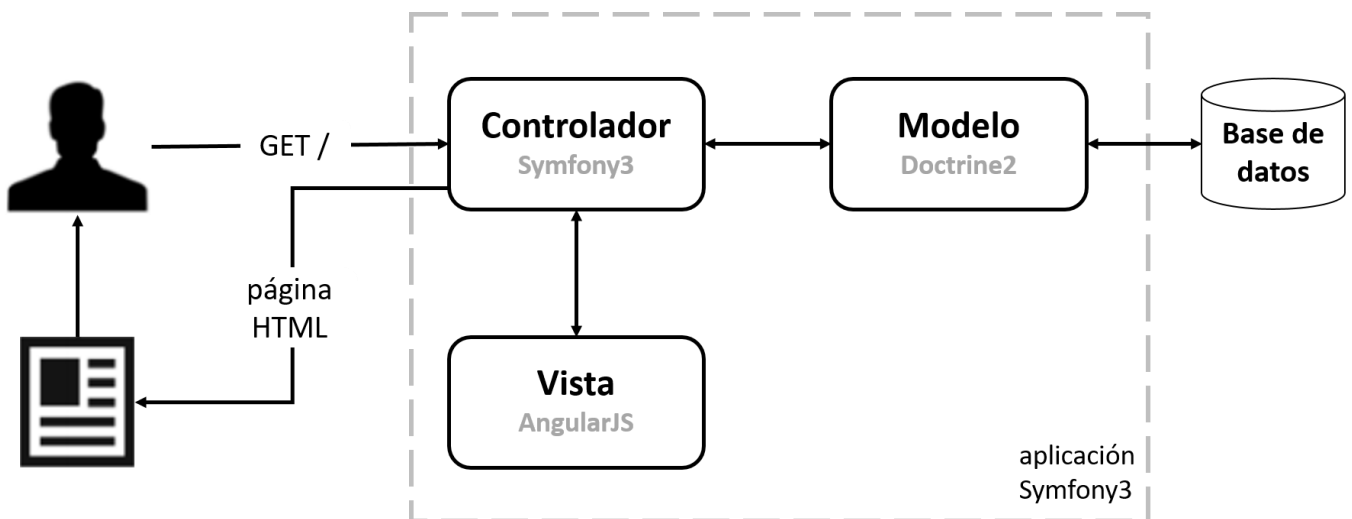 GET /
Controlador
Symfony3
Modelo
Doctrine2
Base de
datos
página
HTML
Vista
AngularJS
aplicación
Symfony3